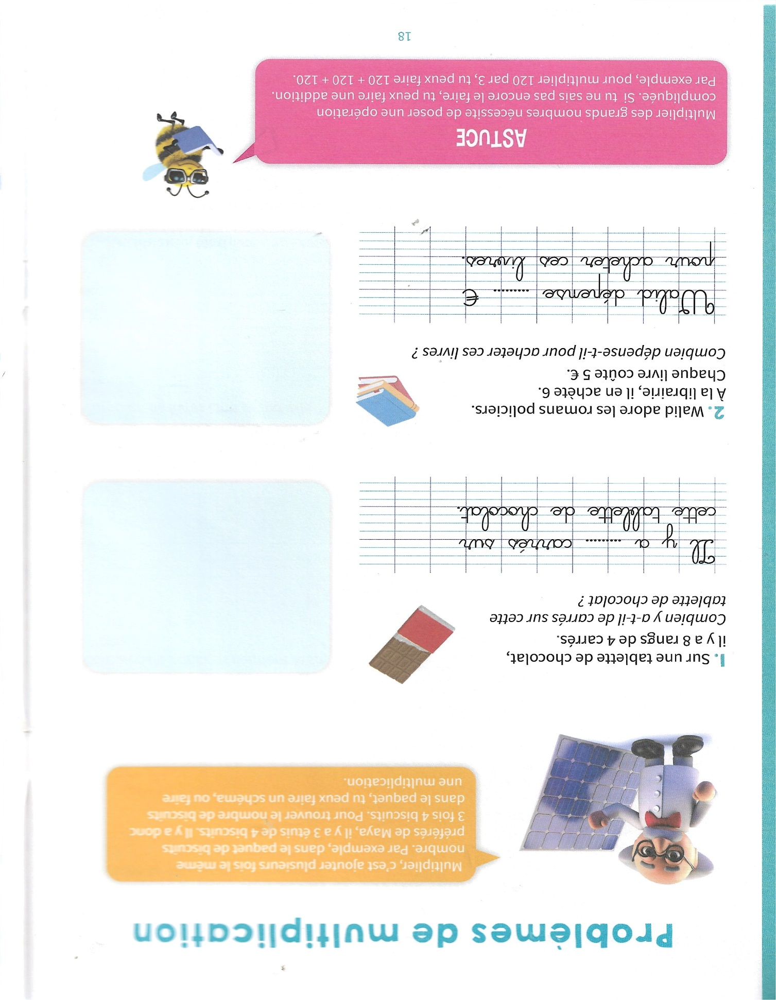 Problèmes de multiplication
Multiplier, c'est ajouter plusieurs fois le même
nombre. Par exemple, dans le paquet de biscuits
préférés de Maya, il y a 3 étuis de 4 biscuits. Il y a donc
3 fois 4 biscuits. Pour trouver le nombre de biscuits
dans le paquet, tu peux faire un schéma, ou faire
une multiplication.
1. Sur une tablette de chocolat,
il y a 8 rangs de 4 carrés.
Combien y a-t-il de carrés sur cette
tablette de chocolat ?
Il y a .......... carrés sur
cette tablette de chocolat.
2. Walid adore les romans policiers.
À la librairie, il en achète 6.
Chaque livre coûte 5 €.
Combien dépense-t-il pour acheter ces livres ?
Walid dépense .......... €
pour acheter ces livres.
ASTUCE
Multiplier des grands nombres nécessite de poser une opération
compliquée. Si tu ne sais pas encore le faire, tu peux faire une addition.
Par exemple, pour multiplier 120 par 3, tu peux faire 120 + 120 + 120.
18